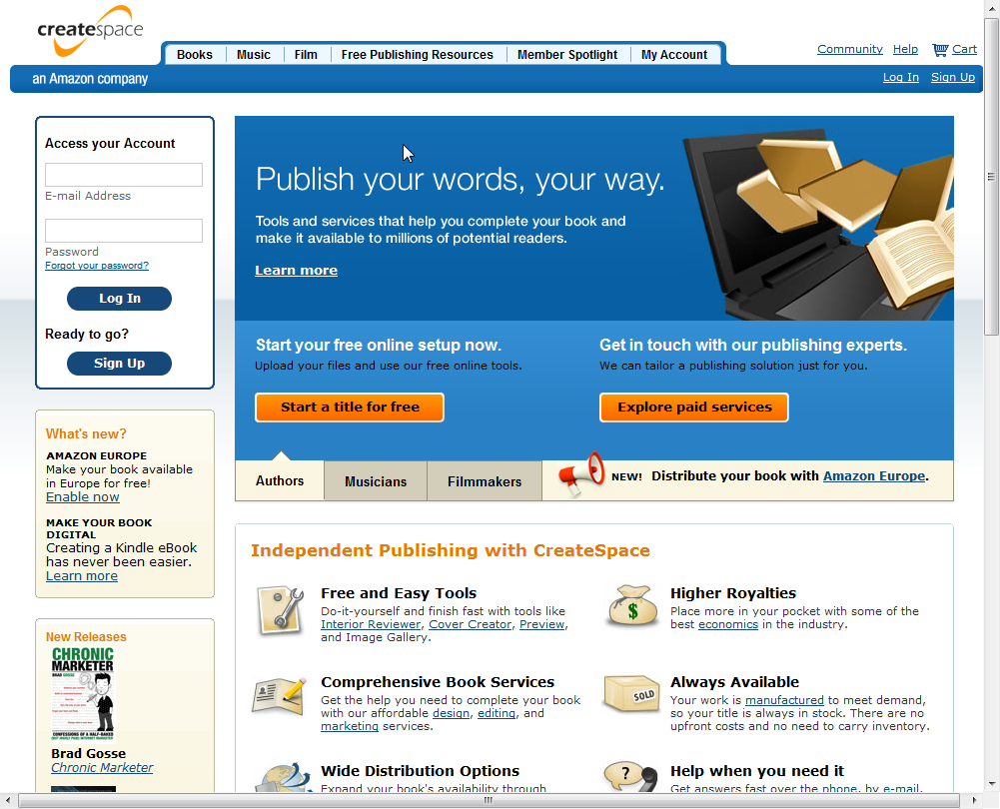 createspace
Books
Music
Film
Free Publishing Resources
Member Spotlight
My Account
Community
Help
Cart
an Amazon company
Log In
Sign Up
Access your Account
E-mail Address
Password
Forgot your password?
Log In
Ready to go?
Sign Up
Publish your words, your way.
Tools and services that help you complete your book and
make it available to millions of potential readers.
Learn more
Start your free online setup now.
Upload your files and use our free online tools.
Start a title for free
Get in touch with our publishing experts.
We can tailor a publishing solution just for you.
Explore paid services
Authors
Musicians
Filmmakers
NEW! Distribute your book with Amazon Europe.
What's new?
AMAZON EUROPE
Make your book available
in Europe for free!
Enable now
MAKE YOUR BOOK
DIGITAL
Creating a Kindle eBook
has never been easier.
Learn more
New Releases
CHRONIC
MARKETER
BRAD GOSSE
CONFESSIONS OF A HALF-BAKED
Brad Gosse
Chronic Marketer
Independent Publishing with CreateSpace
Free and Easy Tools
Do-it-yourself and finish fast with tools like
Interior Reviewer, Cover Creator, Preview,
and Image Gallery.
$
Higher Royalties
Place more in your pocket with some of the
best economics in the industry.
Comprehensive Book Services
Get the help you need to complete your book
with our affordable design, editing, and
marketing services.
SOLD
Always Available
Your work is manufactured to meet demand,
so your title is always in stock. There are no
upfront costs and no need to carry inventory.
Wide Distribution Options
Expand your book's availability through
?
Help when you need it
Get answers fast over the phone, by e-mail,